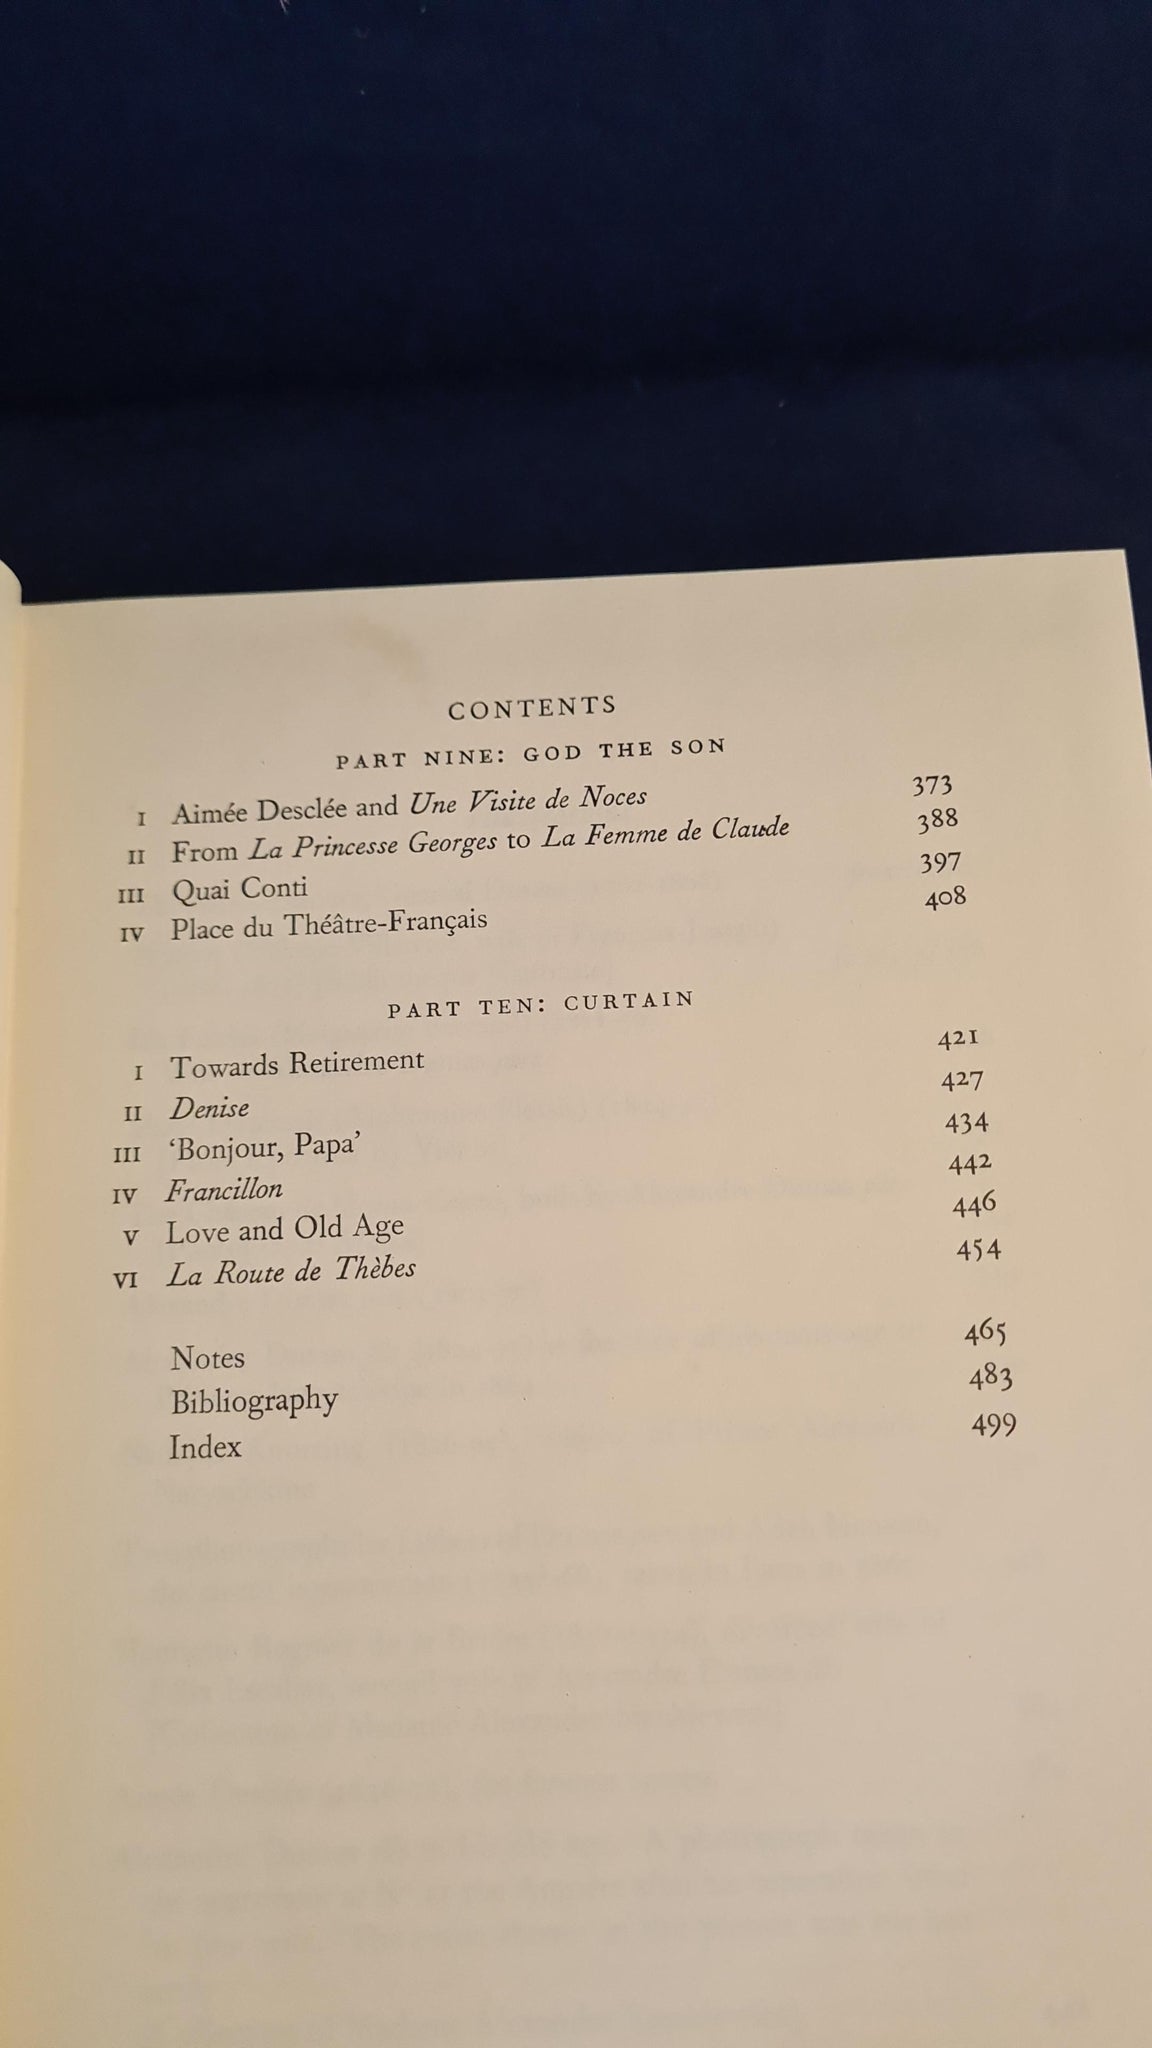 CONTENTS
PART NINE: GOD THE SON
I Aimée Desclée and Une Visite de Noces 373
II From La Princesse Georges to La Femme de Claude 388
III Quai Conti 397
IV Place du Théâtre-Français 408
PART TEN: CURTAIN
I Towards Retirement 421
II Denise 427
III ‘Bonjour, Papa’ 434
IV Francillon 442
V Love and Old Age 446
VI La Route de Thèbes 454
Notes 465
Bibliography 483
Index 499